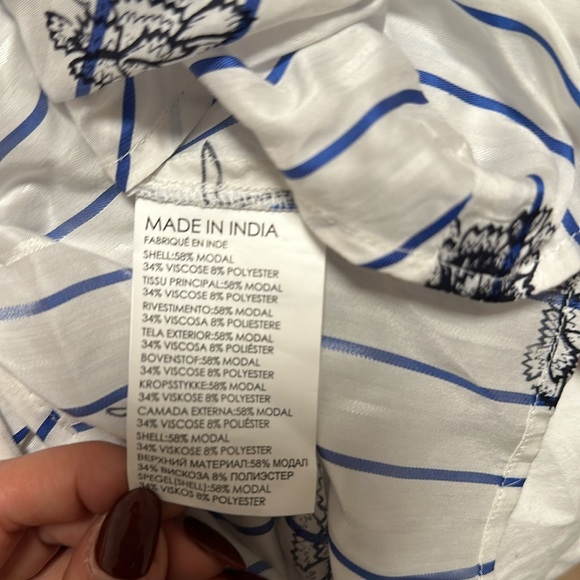 MADE IN INDIA
FABRIQUÉ EN INDE
SHELL:58% MODAL
34% VISCOSE 8% POLYESTER
TISSU PRINCIPAL:58% MODAL
34% VISCOSE 8% POLYESTER
RIVESTIMENTO:58% MODAL
34% VISCOSA 8% POLIESTERE
TELA EXTERIOR:58% MODAL
34% VISCOSA 8% POLIÉSTER
BOVENSTOF:58% MODAL
34% VISCOSE 8% POLYESTER
KROPSSTYKKE:58% MODAL
34% VISCOSE 8% POLYESTER
CAMADA EXTERNA:58% MODAL
34% VISCOSE 8% POLIÉSTER
SHELL:58% MODAL
34% VISKOSE 8% POLYESTER
ВЕРХНИЙ МАТЕРИАЛ:58% МОДАЛ
34% ВИСКОЗА 8% ПОЛИЭСТЕР
SPEGEL(SHELL):58% MODAL
34% VISKOS 8% POLYESTER